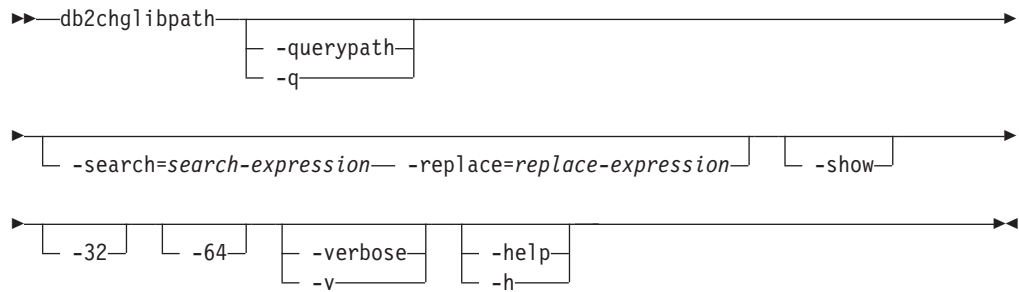 db2chglibpath -querypath
-q
-search=search-expression -replace=replace-expression -show
-32 -64 -verbose -help
-v -h